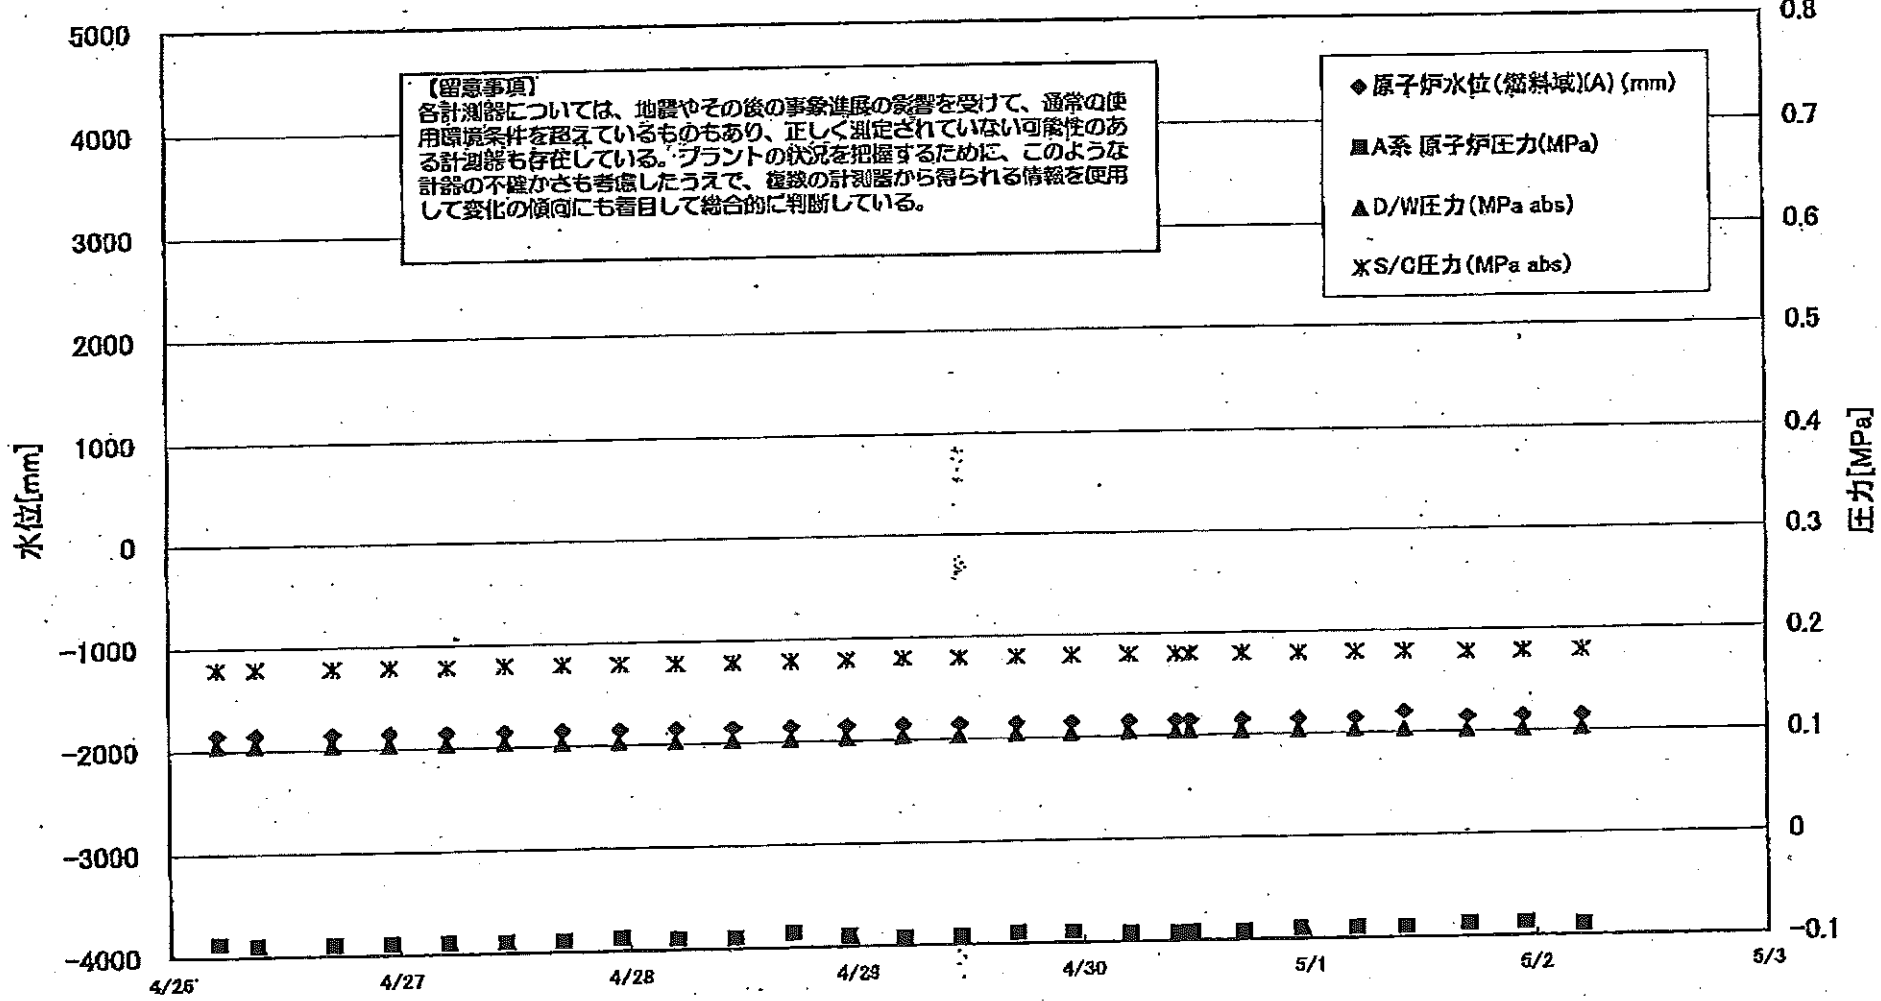 【留意事項】
各計測器については、地震やその後の事象進展の影響を受けて、通常の使
用環境条件を超えているものもあり、正しく測定されていない可能性のあ
る計測器も存在している。プラントの状況を把握するために、このような
計器の不確かさも考慮したうえで、複数の計測器から得られる情報を使用
して変化の傾向にも着目して総合的に判断している。
原子炉水位(燃料域)(A) (mm)
A系 原子炉圧力(MPa)
D/W圧力(MPa abs)
S/C圧力(MPa abs)
水位[mm]
5000
4000
3000
2000
1000
0
-1000
-2000
-3000
-4000
圧力[MPa]
0.8
0.7
0.6
0.5
0.4
0.3
0.2
0.1
0
-0.1
4/26
4/27
4/28
4/29
4/30
5/1
5/2
5/3